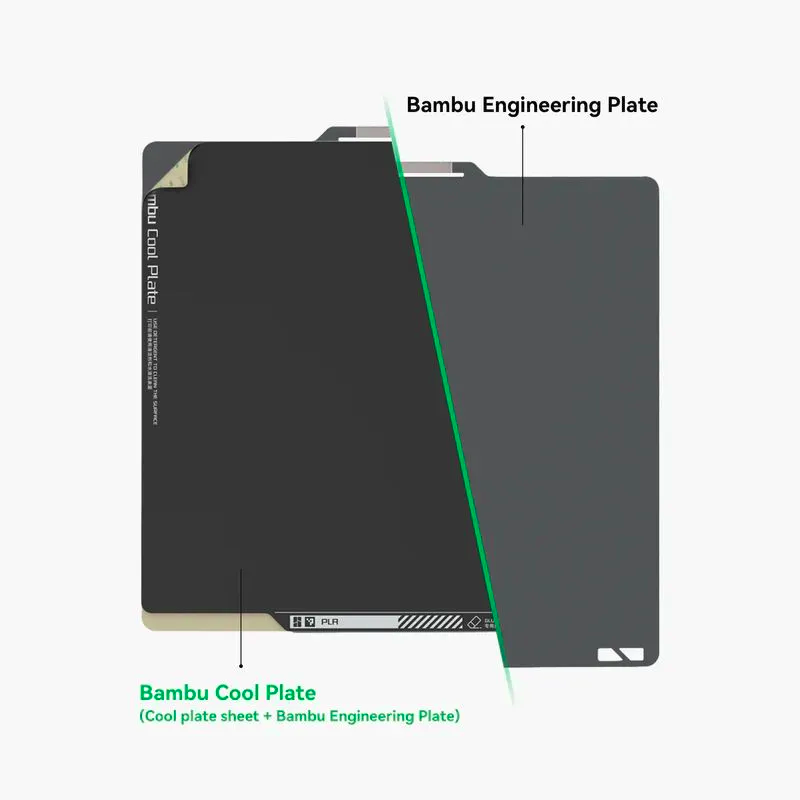 Bambu Engineering Plate
mbu Cool Plate
USE DETERGENT TO CLEAN THE SURFACE
PLA
Bambu Cool Plate
(Cool plate sheet + Bambu Engineering Plate)